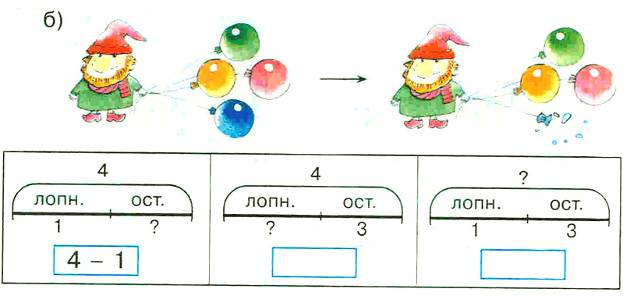 б)
4 4 ?
лопн. ост. лопн. ост. лопн. ост.
1 ? ? 3 1 3
4 – 1